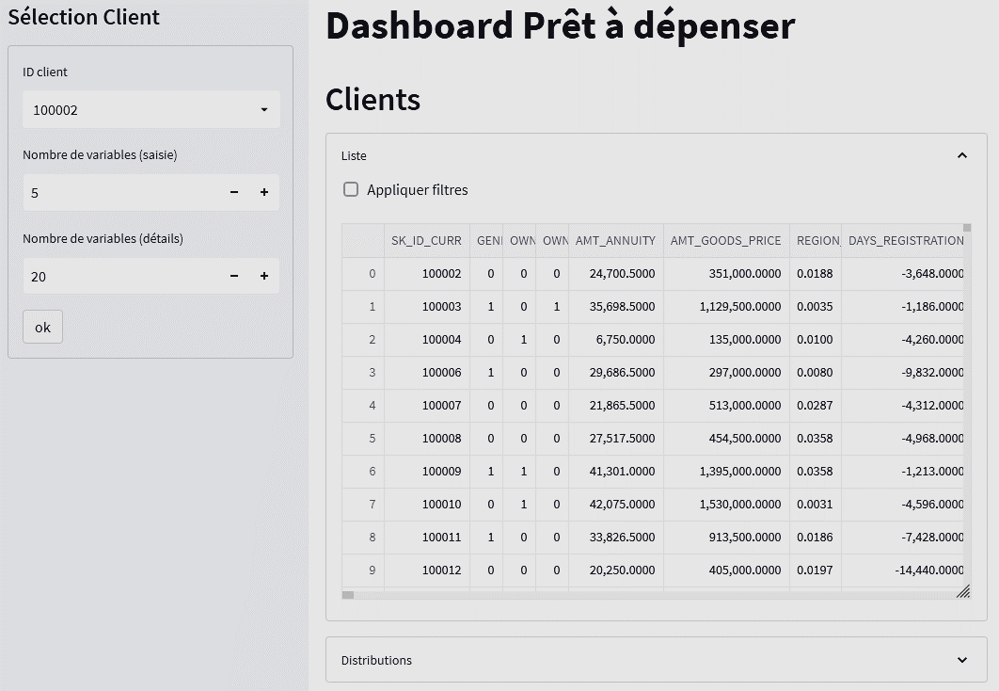 Sélection Client
ID client
100002
Nombre de variables (saisie)
5 − +
Nombre de variables (détails)
20 − +
ok
Dashboard Prêt à dépenser
Clients
Liste
Appliquer filtres
SK_ID_CURR GENI OWN OWN AMT_ANNUITY AMT_GOODS_PRICE REGION_ DAYS_REGISTRATION
0 100002 0 0 0 24,700.5000 351,000.0000 0.0188 -3,648.0000
1 100003 1 0 1 35,698.5000 1,129,500.0000 0.0035 -1,186.0000
2 100004 0 1 0 6,750.0000 135,000.0000 0.0100 -4,260.0000
3 100006 1 0 0 29,686.5000 297,000.0000 0.0080 -9,832.0000
4 100007 0 0 0 21,865.5000 513,000.0000 0.0287 -4,312.0000
5 100008 0 0 0 27,517.5000 454,500.0000 0.0358 -4,968.0000
6 100009 1 1 0 41,301.0000 1,395,000.0000 0.0358 -1,213.0000
7 100010 0 1 0 42,075.0000 1,530,000.0000 0.0031 -4,596.0000
8 100011 1 0 0 33,826.5000 913,500.0000 0.0186 -7,428.0000
9 100012 0 0 0 20,250.0000 405,000.0000 0.0197 -14,440.0000
Distributions